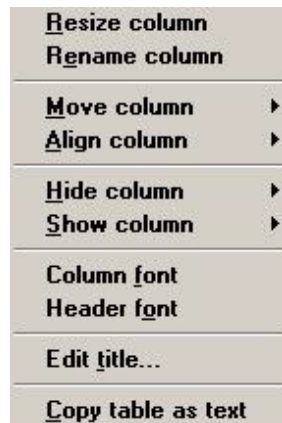 Resize column
Rename column
Move column
Align column
Hide column
Show column
Column font
Header font
Edit title...
Copy table as text